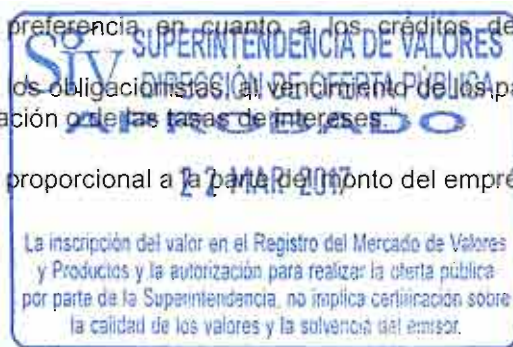 preferencia en cuanto a los créditos de
SIV SUPERINTENDENCIA DE VALORES
DIRECCIÓN DE OFERTA PÚBLICA
os obligacionistas, al vencimiento de los pa
ación o de las tasas de intereses."
APROBADO
22 MAR 2017
proporcional a la parte del monto del empré
La inscripción del valor en el Registro del Mercado de Valores
y Productos y la autorización para realizar la oferta pública
por parte de la Superintendencia, no implica certificación sobre
la calidad de los valores y la solvencia del emisor.